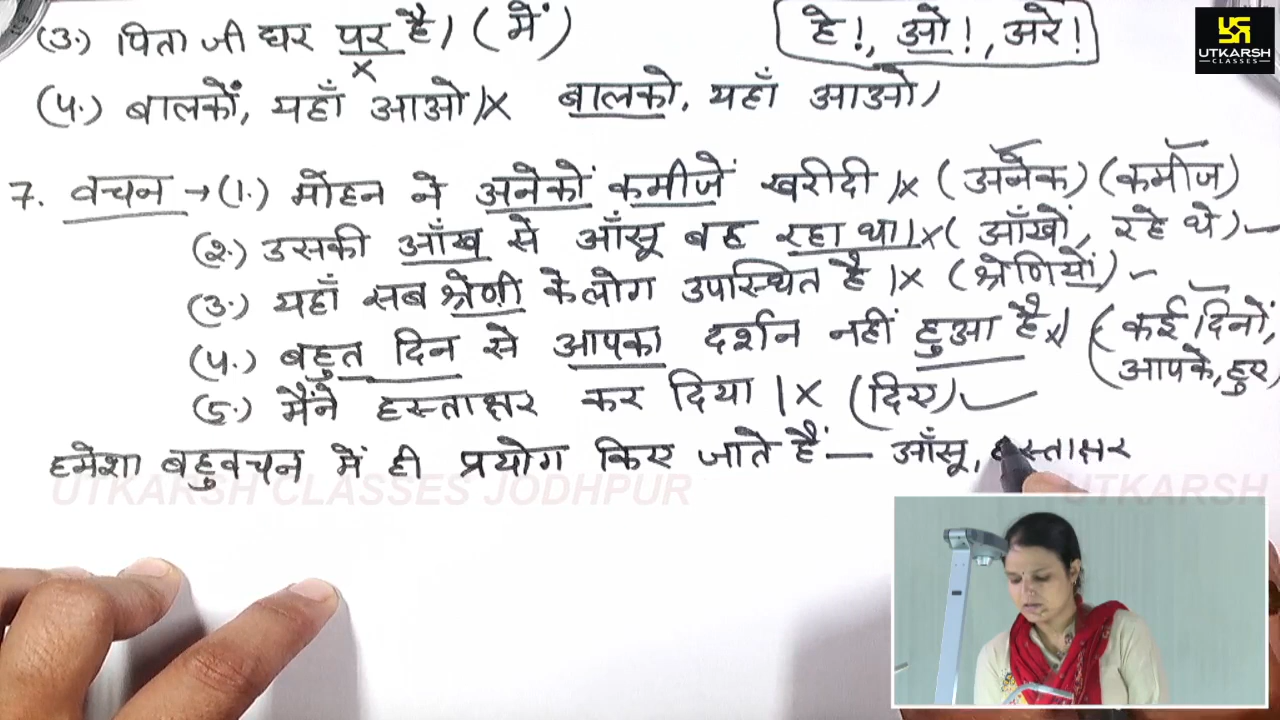 (3.) पिता जी घर पर है। (में) हे!, ओ!, अरे!
x
(4.) बालकों, यहाँ आओ।x बालको, यहाँ आओ।
7. वचन → (1.) मोहन ने अनेकों कमीजें खरीदी।x (अनेक) (कमीज)
(2.) उसकी आँख से आँसू बह रहा था।x (आँखों, रहे थे)
(3.) यहाँ सब श्रेणी के लोग उपस्थित है।x (श्रेणियों)
(4.) बहुत दिन से आपका दर्शन नहीं हुआ है।x (कई दिनों,
आपके, हुए)
(5.) मैंने हस्ताक्षर कर दिया।x (दिए)
हमेशा बहुवचन में ही प्रयोग किए जाते हैं— आँसू, हस्ताक्षर
UTKARSH CLASSES JODHPUR UTKARSH
UTKARSH
CLASSES